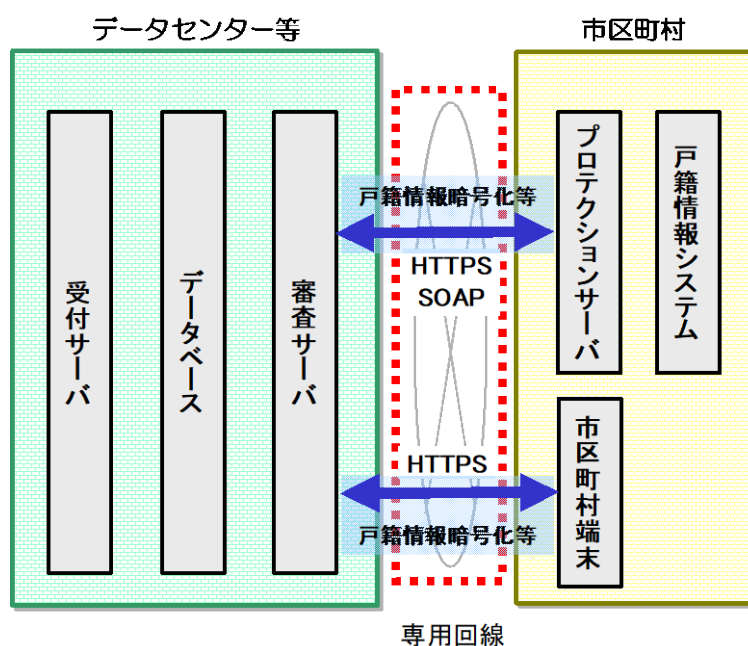 データセンター等
市区町村
受付サーバ
データベース
審査サーバ
戸籍情報暗号化等
HTTPS
SOAP
HTTPS
戸籍情報暗号化等
プロテクションサーバ
戸籍情報システム
市区町村端末
専用回線